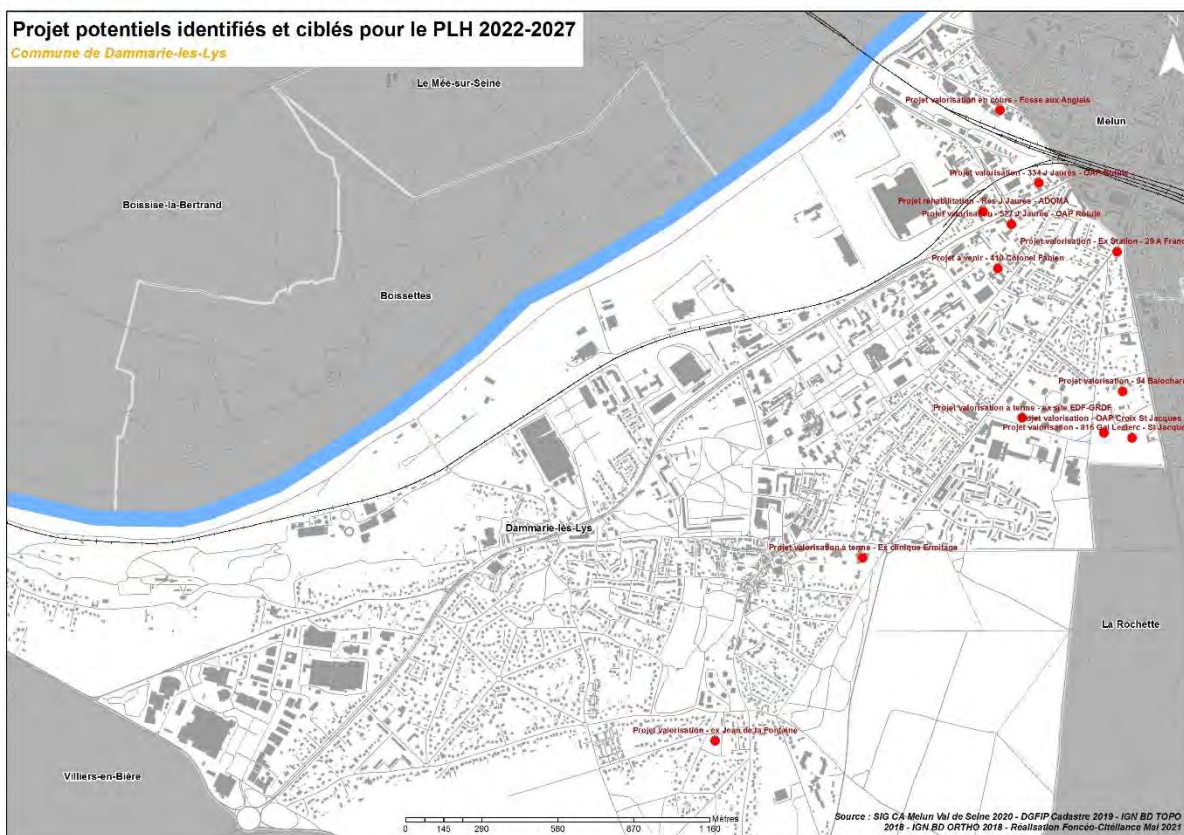 Projet potentiels identifiés et ciblés pour le PLH 2022-2027
Commune de Dammarie-les-Lys
N
Le Mée-sur-Seine
Projet valorisation en cours - Fosse aux Anglais
Melun
Projet valorisation - 334 J Jaurès - OAP Rotule
Boissise-la-Bertrand
Projet réhabilitation - Rés J Jaurès - ADOMA
Projet valorisation - 527 J Jaurès - OAP Rotule
Projet valorisation - Ex Station - 29 A Franc
Projet à venir - 410 Colonel Fabien
Boissettes
Projet valorisation - 94 Balochard
Projet valorisation à terme - ex site EDF-GRDF
Projet valorisation - OAP Croix St Jacques
Projet valorisation - 816 Gal Leclerc - St Jacque
Dammarie-lès-Lys
Projet valorisation à terme - Ex clinique Ermitage
La Rochette
Projet valorisation - ex Jean de la Fontaine
Villiers-en-Bière
Mètres
0 145 290 580 870 1 160
Source : SIG CA Melun Val de Seine 2020 - DGFIP Cadastre 2019 - IGN BD TOPO
2018 - IGN BD ORTHO 2018 - Réalisation Foncéo-Citéliance Mai 2021